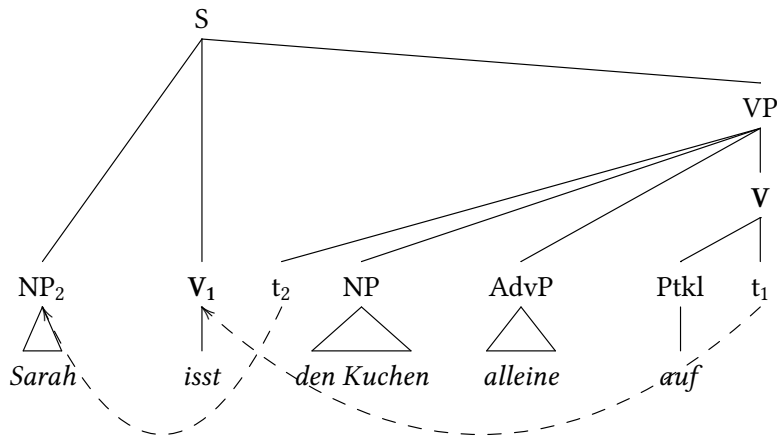 S
VP
V
NP₂ V₁ t₂ NP AdvP Ptkl t₁
Sarah isst den Kuchen alleine auf